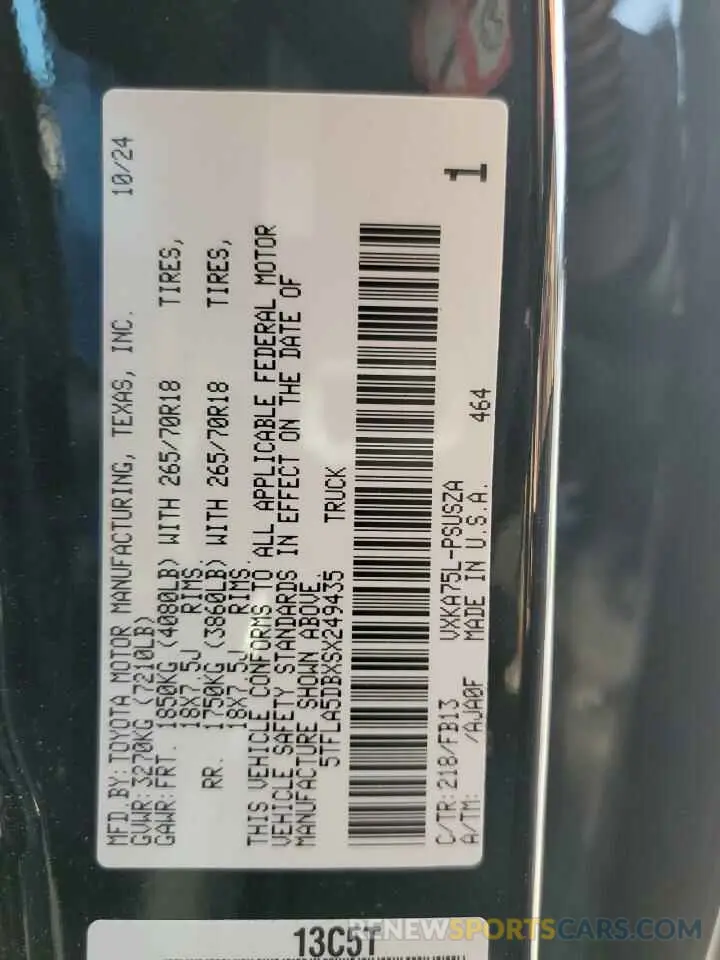 MFD.BY:TOYOTA MOTOR MANUFACTURING, TEXAS, INC. 10/24
GVWR:3270KG (7210LB)
GAWR:FRT. 1850KG (4080LB) WITH 265/70R18 TIRES,
18X7.5J RIMS
RR. 1750KG (3860LB) WITH 265/70R18 TIRES,
18X7.5J RIMS.
THIS VEHICLE CONFORMS TO ALL APPLICABLE FEDERAL MOTOR
VEHICLE SAFETY STANDARDS IN EFFECT ON THE DATE OF
MANUFACTURE SHOWN ABOVE.
5TFLA5DBXSX249435 TRUCK
1
C/TR:218/FB13 VXKA75L-PSUSZA
A/TM: /AJA0F MADE IN U.S.A. 464
13C5T
RENEWSPORTSCARS.COM